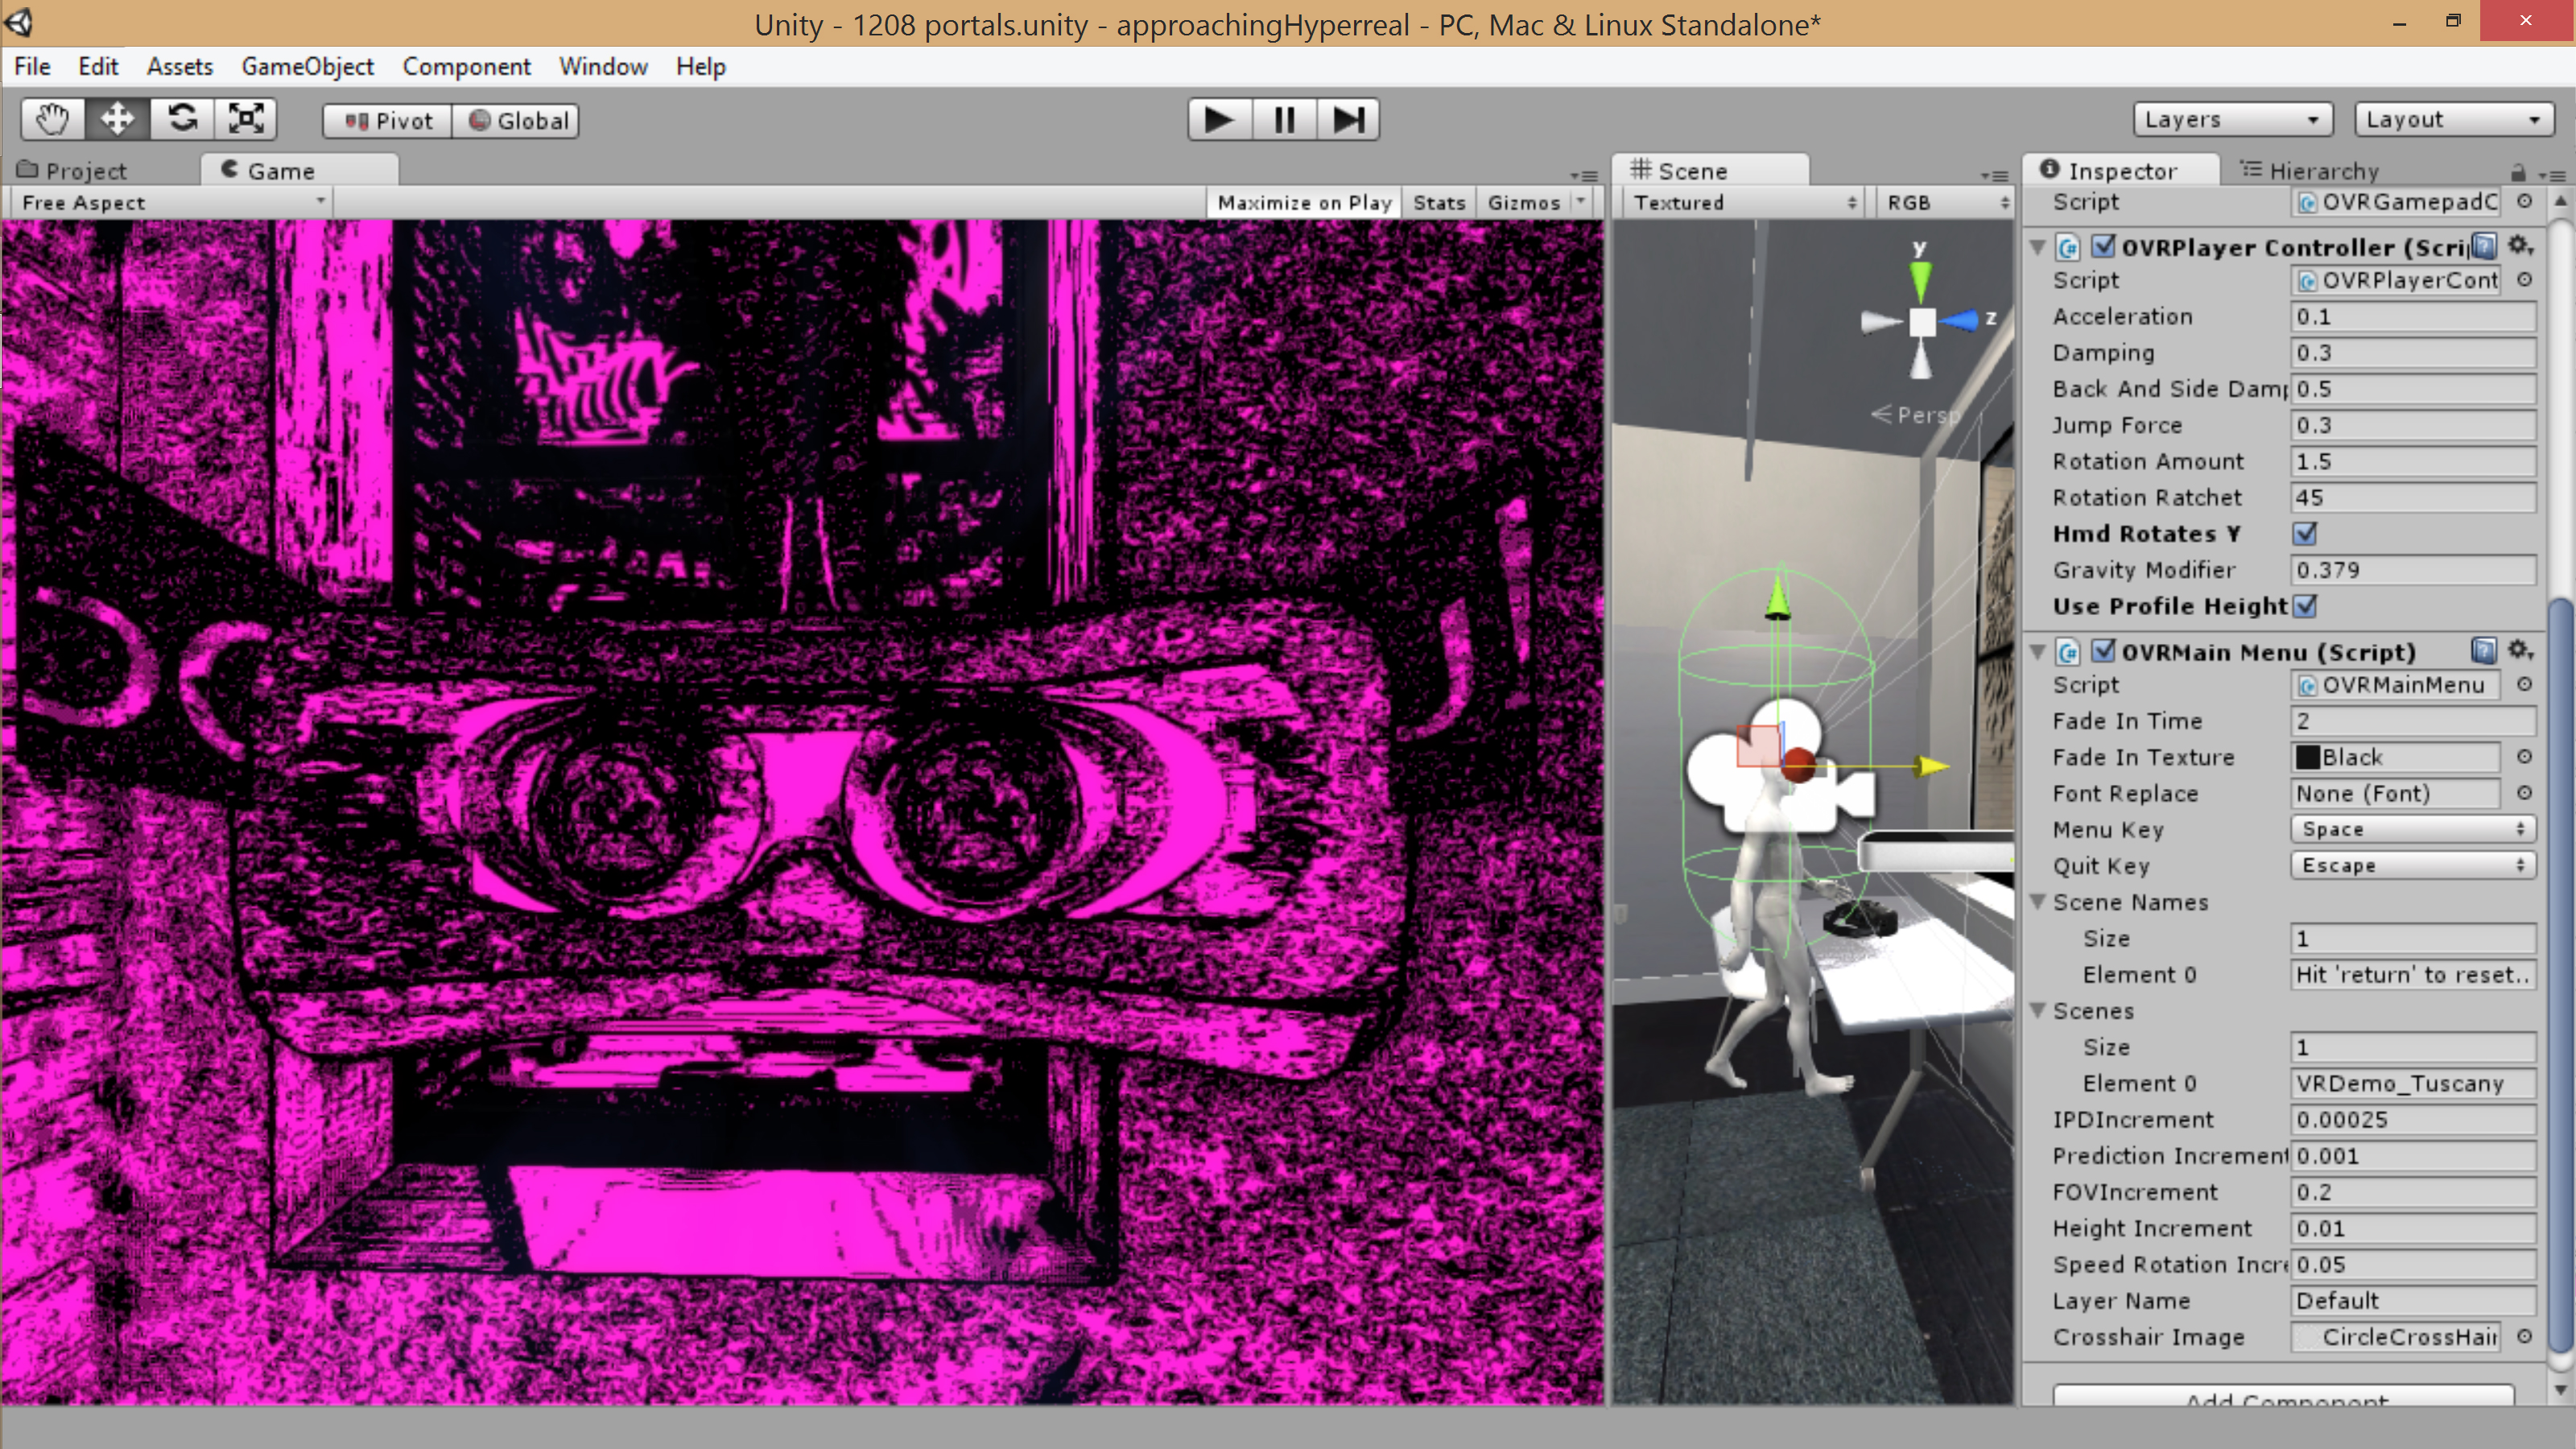 Unity - 1208 portals.unity - approachingHyperreal - PC, Mac & Linux Standalone*
File Edit Assets GameObject Component Window Help
Pivot Global Layers Layout
Project Game Scene Inspector Hierarchy
Free Aspect Maximize on Play Stats Gizmos Textured RGB
y
z
Persp
Script OVRGamepadC
OVRPlayer Controller (Scri
Script OVRPlayerCont
Acceleration 0.1
Damping 0.3
Back And Side Damp 0.5
Jump Force 0.3
Rotation Amount 1.5
Rotation Ratchet 45
Hmd Rotates Y
Gravity Modifier 0.379
Use Profile Height
OVRMain Menu (Script)
Script OVRMainMenu
Fade In Time 2
Fade In Texture Black
Font Replace None (Font)
Menu Key Space
Quit Key Escape
Scene Names
Size 1
Element 0 Hit 'return' to reset..
Scenes
Size 1
Element 0 VRDemo_Tuscany
IPDIncrement 0.00025
Prediction Increment 0.001
FOVIncrement 0.2
Height Increment 0.01
Speed Rotation Incre 0.05
Layer Name Default
Crosshair Image CircleCrossHair
Add Component